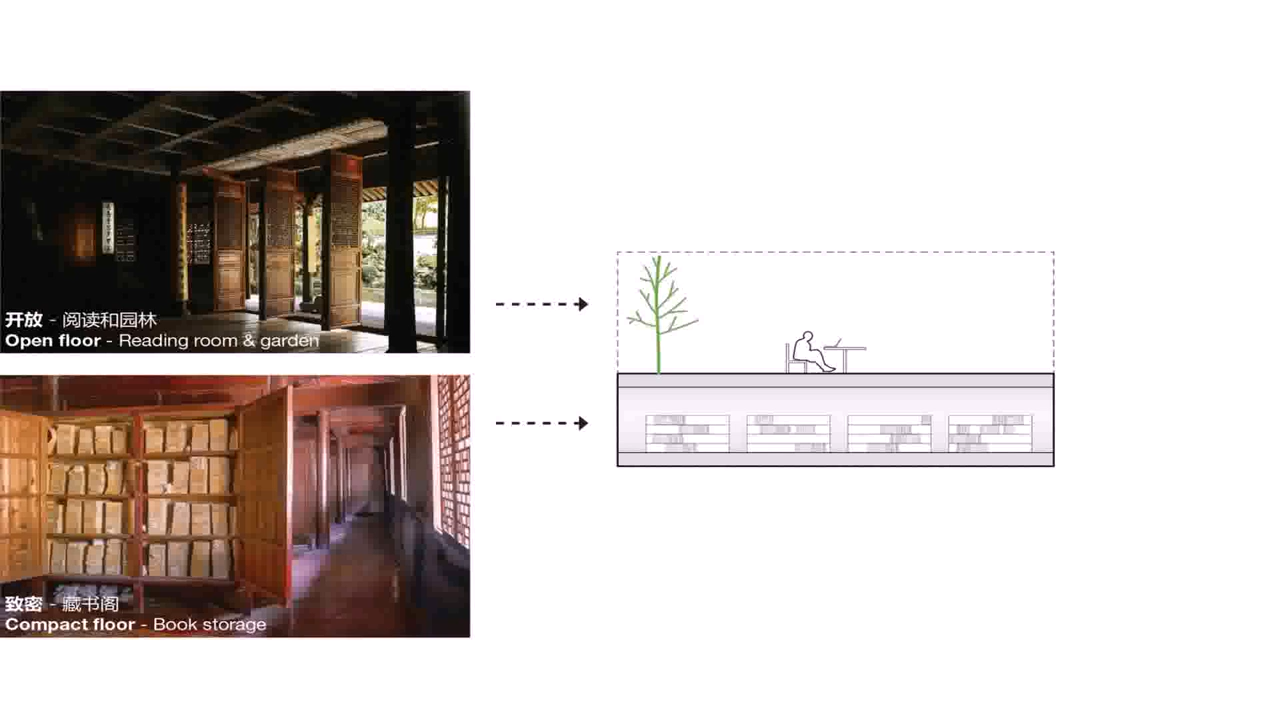 开放 - 阅读和园林
Open floor - Reading room & garden
致密 - 藏书阁
Compact floor - Book storage